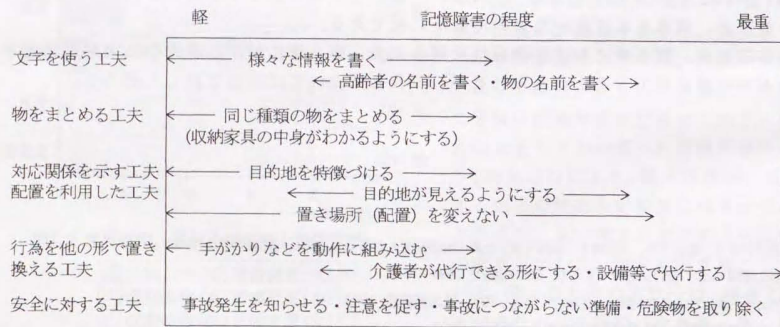 軽 記憶障害の程度 最重
文字を使う工夫 様々な情報を書く
高齢者の名前を書く・物の名前を書く
物をまとめる工夫 同じ種類の物をまとめる
(収納家具の中身がわかるようにする)
対応関係を示す工夫 目的地を特徴づける
配置を利用した工夫 目的地が見えるようにする
置き場所（配置）を変えない
行為を他の形で置き 手がかりなどを動作に組み込む
換える工夫 介護者が代行できる形にする・設備等で代行する
安全に対する工夫 事故発生を知らせる・注意を促す・事故につながらない準備・危険物を取り除く